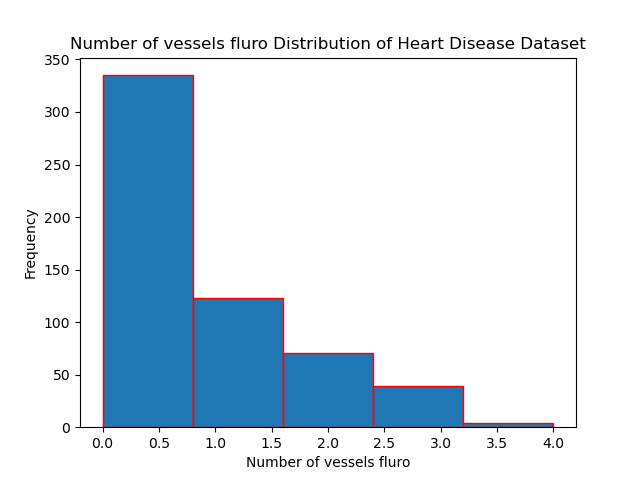 Number of vessels fluro Distribution of Heart Disease Dataset
350
300
250
200
150
100
50
0
Frequency
0.0 0.5 1.0 1.5 2.0 2.5 3.0 3.5 4.0
Number of vessels fluro